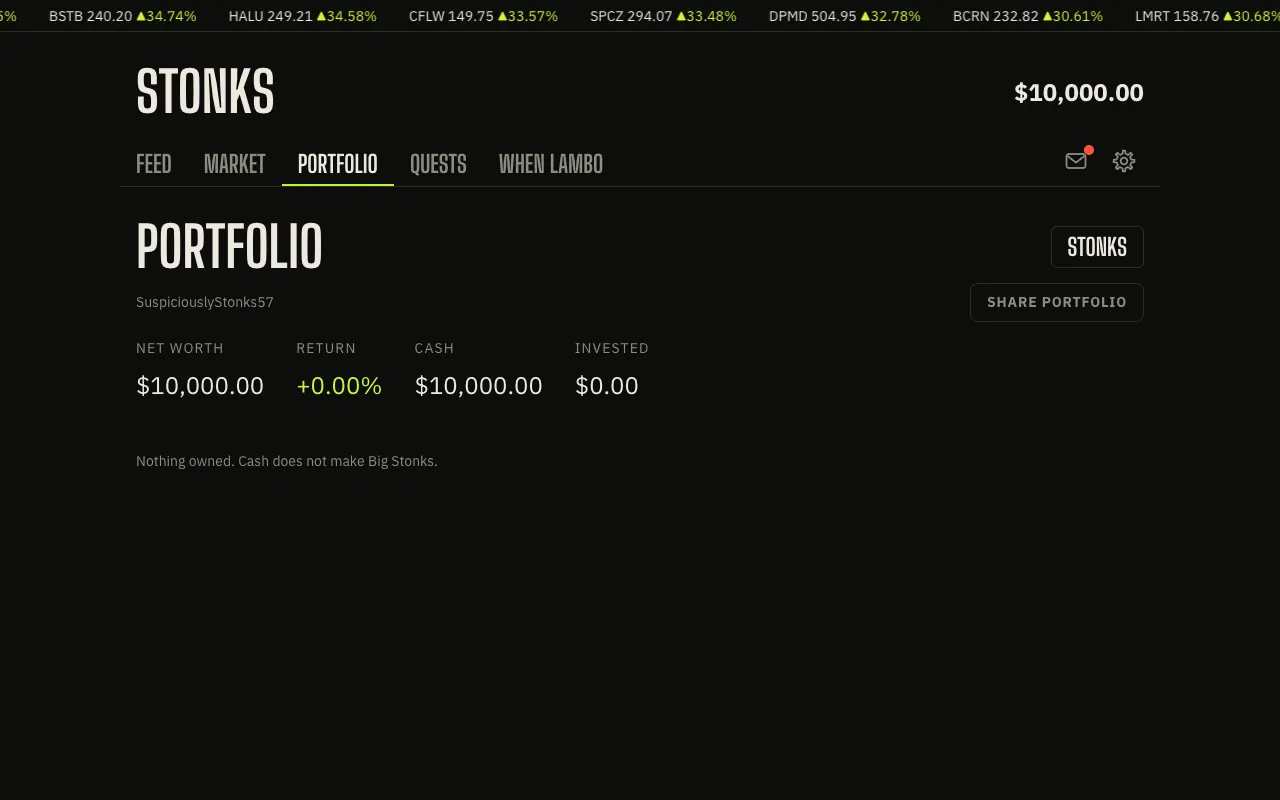 5% BSTB 240.20 ▲34.74% HALU 249.21 ▲34.58% CFLW 149.75 ▲33.57% SPCZ 294.07 ▲33.48% DPMD 504.95 ▲32.78% BCRN 232.82 ▲30.61% LMRT 158.76 ▲30.68%
STONKS
$10,000.00
FEED MARKET PORTFOLIO QUESTS WHEN LAMBO
PORTFOLIO
STONKS
SuspiciouslyStonks57
SHARE PORTFOLIO
NET WORTH RETURN CASH INVESTED
$10,000.00 +0.00% $10,000.00 $0.00
Nothing owned. Cash does not make Big Stonks.